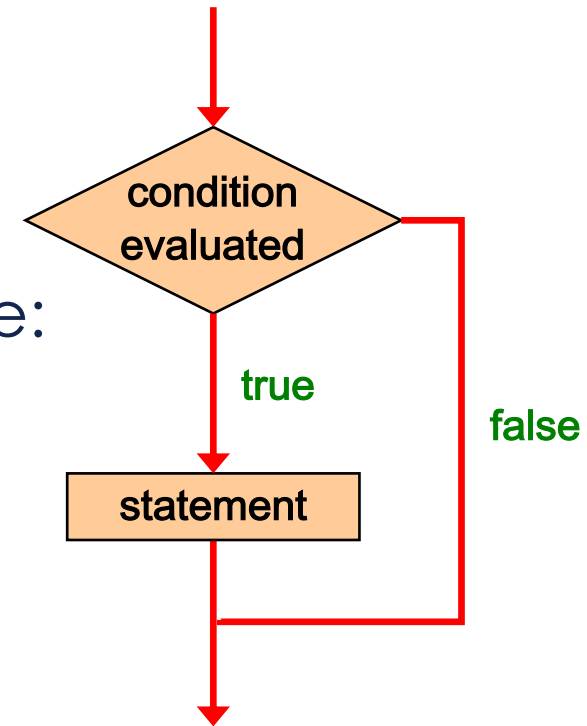 condition
evaluated
e:
true
false
statement